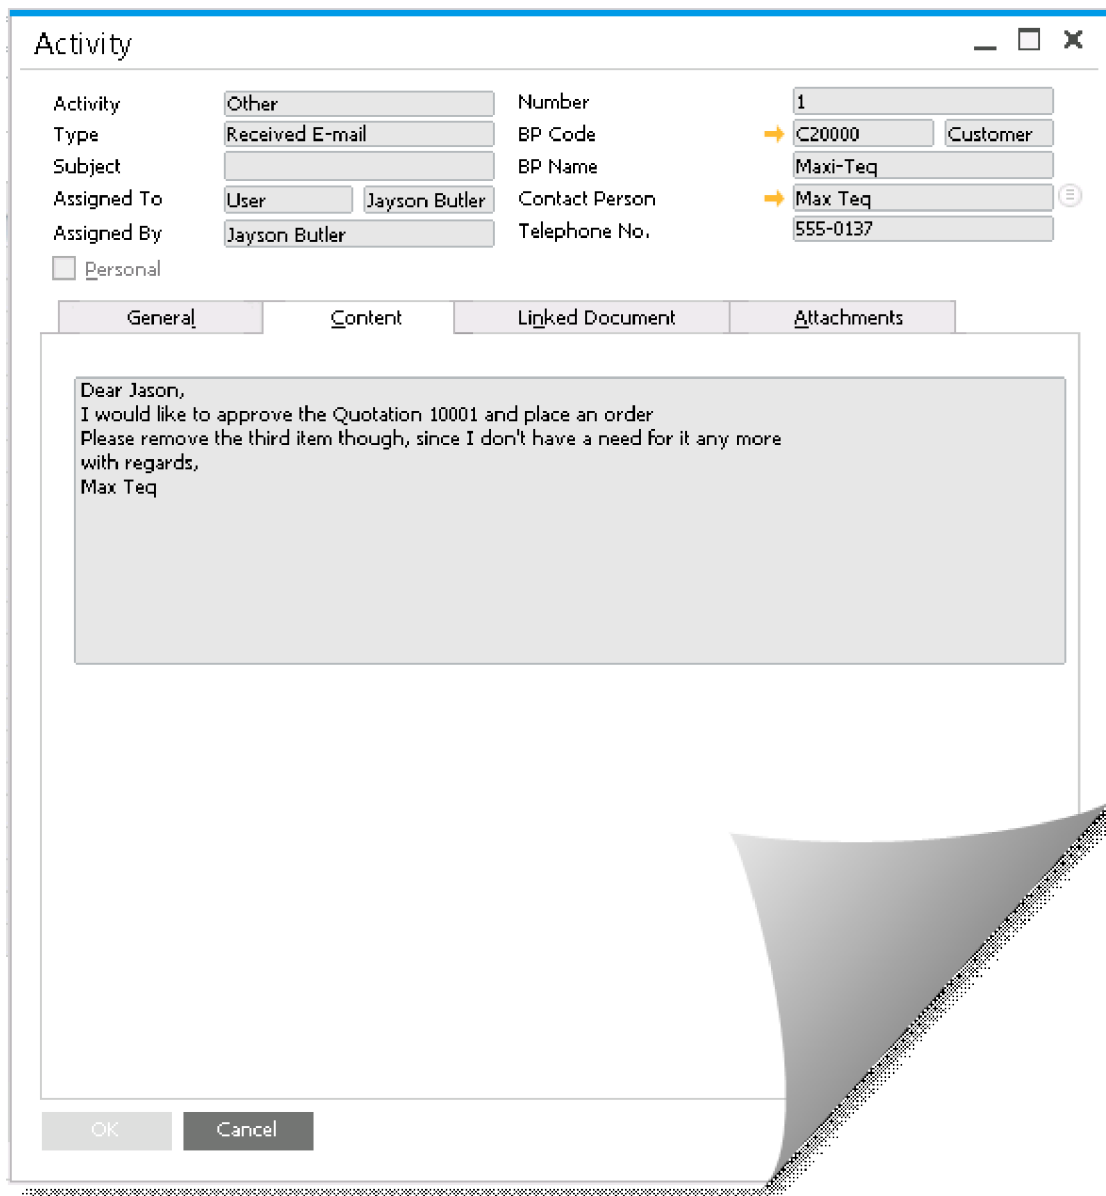 Activity
Activity Other Number 1
Type Received E-mail BP Code C20000 Customer
Subject BP Name Maxi-Teq
Assigned To User Jayson Butler Contact Person Max Teq
Assigned By Jayson Butler Telephone No. 555-0137
Personal
General Content Linked Document Attachments
Dear Jason,
I would like to approve the Quotation 10001 and place an order
Please remove the third item though, since I don't have a need for it any more
with regards,
Max Teq
OK Cancel